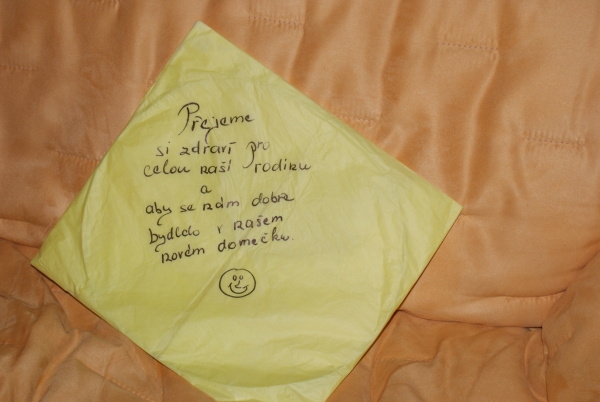 Přejeme
si zdraví pro
celou naší rodinu
a
aby se nám dobře
bydlelo v našem
novém domečku.